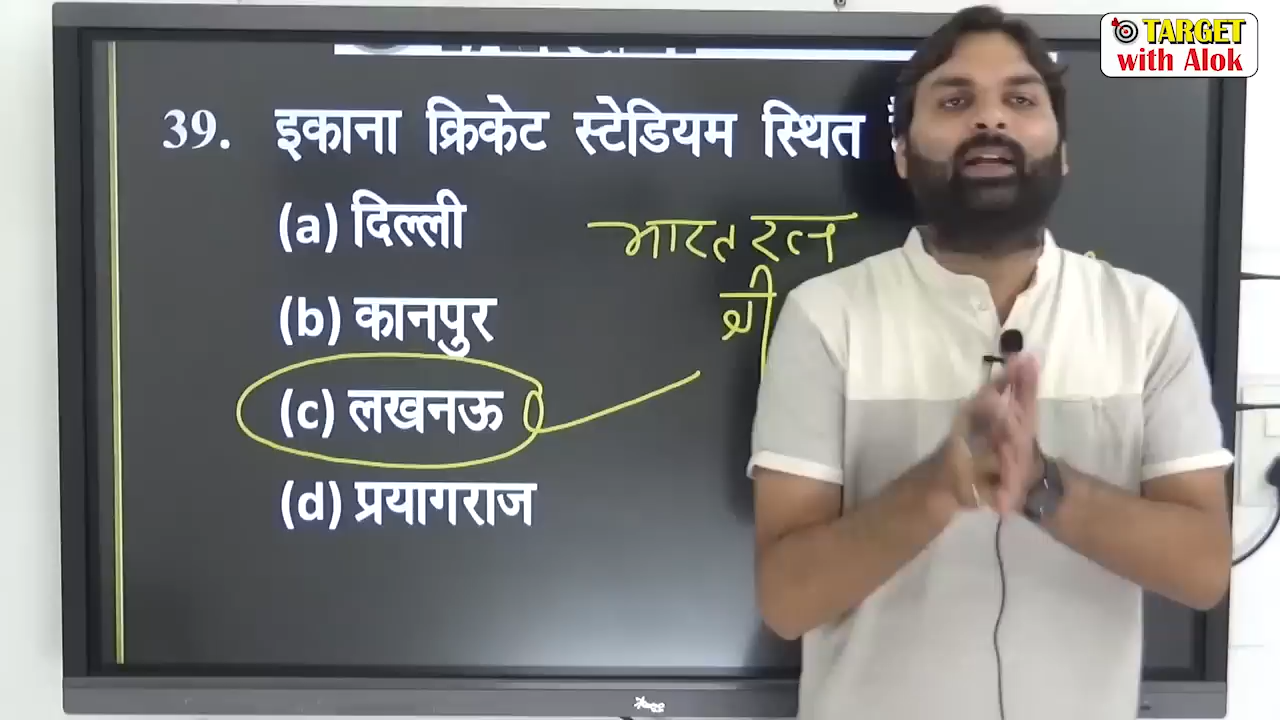 TARGET
with Alok
39. इकाना क्रिकेट स्टेडियम स्थित
(a) दिल्ली
(b) कानपुर
(c) लखनऊ
(d) प्रयागराज
भारत रत्न
श्री